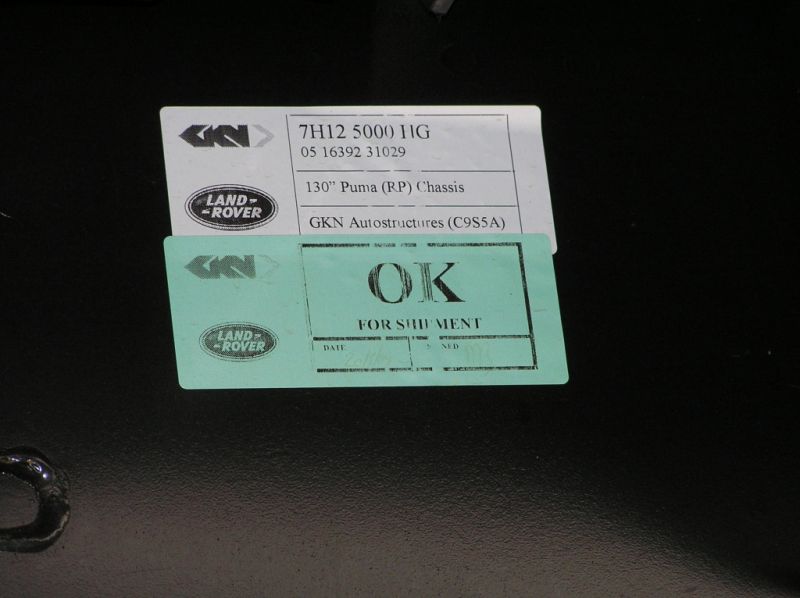 GKN
7H12 5000 HG
05 16392 31029
LAND-
-ROVER
130” Puma (RP) Chassis
GKN Autostructures (C9S5A)
GKN
OK
FOR SHIPMENT
LAND-
-ROVER
DATE SIGNED